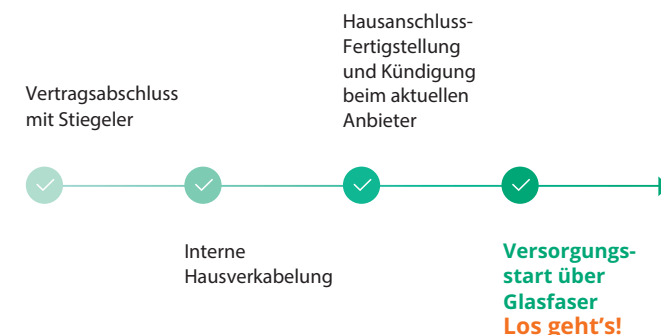 Vertragsabschluss
mit Stiegeler
Interne
Hausverkabelung
Hausanschluss-
Fertigstellung
und Kündigung
beim aktuellen
Anbieter
Versorgungs-
start über
Glasfaser
Los geht's!